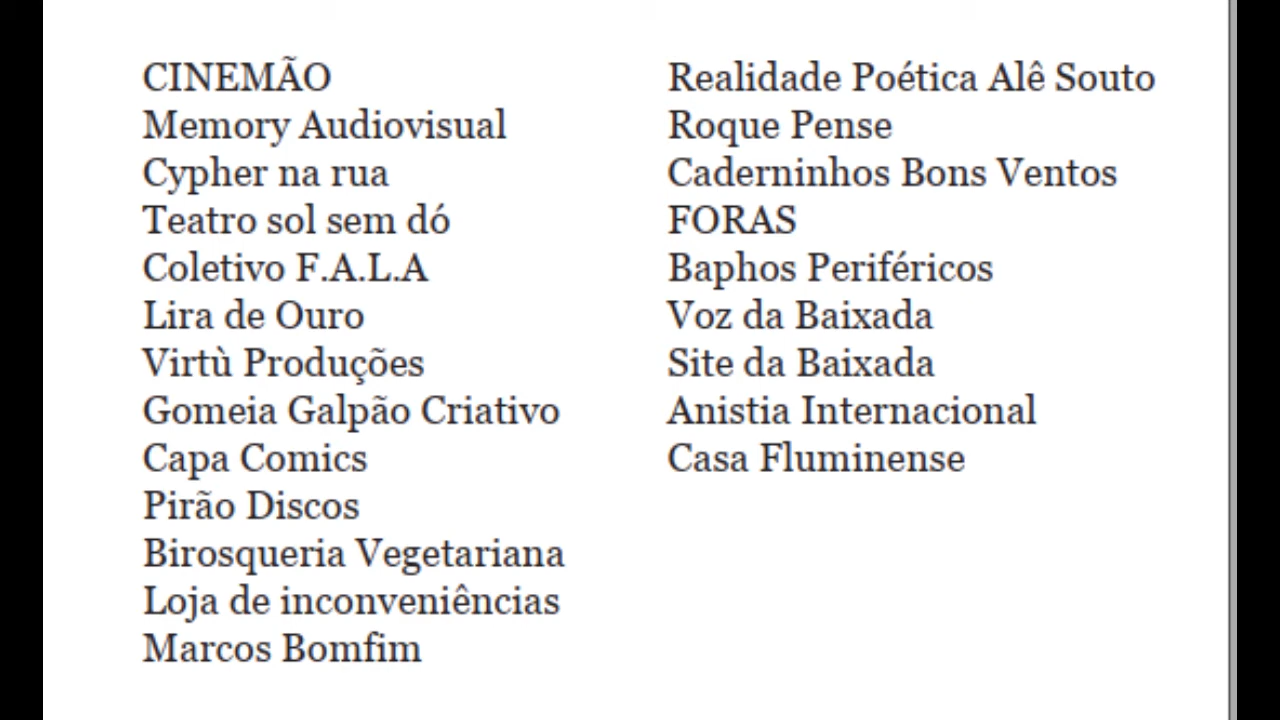 CINEMÃO
Memory Audiovisual
Cypher na rua
Teatro sol sem dó
Coletivo F.A.L.A
Lira de Ouro
Virtù Produções
Gomeia Galpão Criativo
Capa Comics
Pirão Discos
Birosqueria Vegetariana
Loja de inconveniências
Marcos Bomfim
Realidade Poética Alê Souto
Roque Pense
Caderninhos Bons Ventos
FORAS
Baphos Periféricos
Voz da Baixada
Site da Baixada
Anistia Internacional
Casa Fluminense